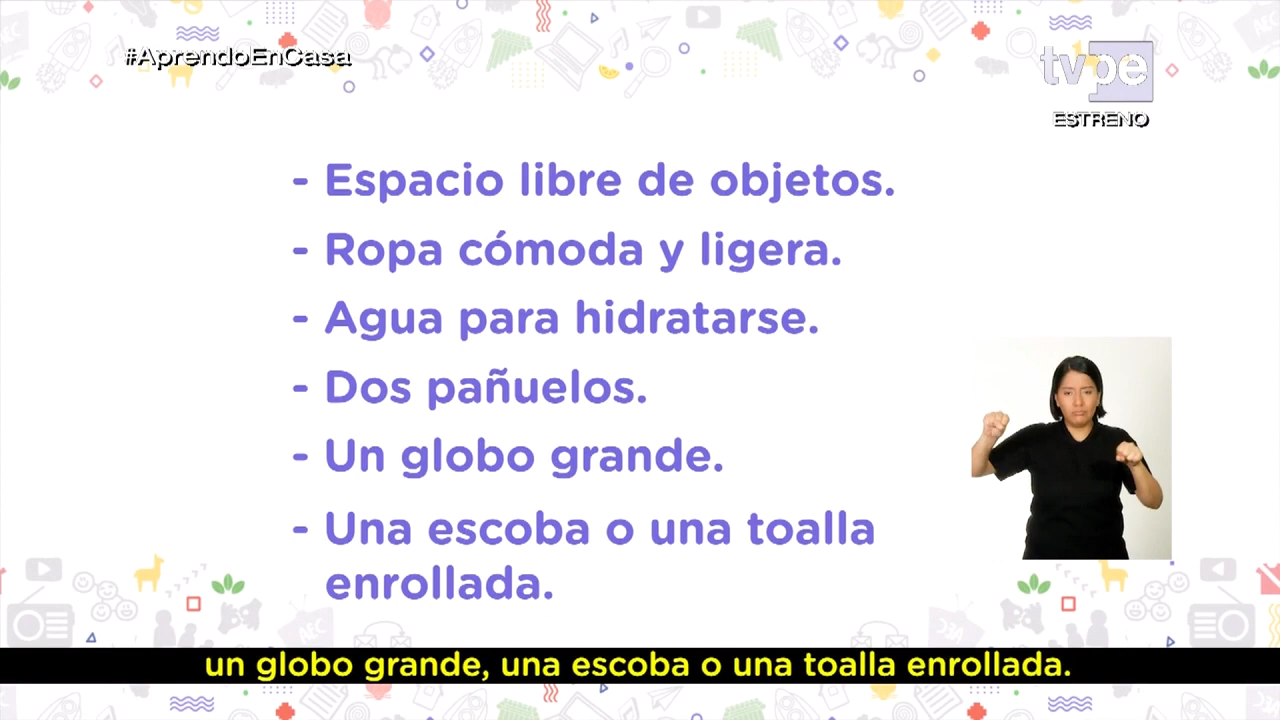 #AprendoEnCasa
tvpe
ESTRENO
- Espacio libre de objetos.
- Ropa cómoda y ligera.
- Agua para hidratarse.
- Dos pañuelos.
- Un globo grande.
- Una escoba o una toalla
enrollada.
un globo grande, una escoba o una toalla enrollada.